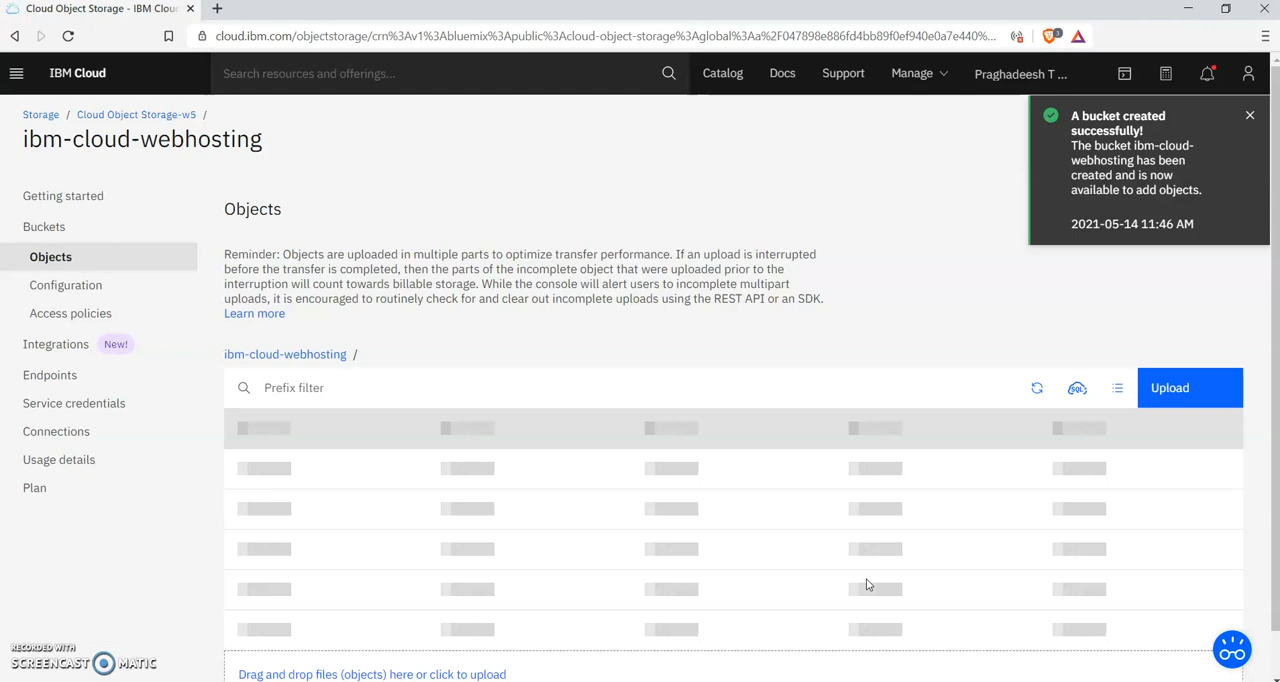 Cloud Object Storage - IBM Clou
cloud.ibm.com/objectstorage/crn%3Av1%3Abluemix%3Apublic%3Acloud-object-storage%3Aglobal%3Aa%2F047898e886fd4bb89f0ef940e0a7e440%...
3
IBM Cloud
Search resources and offerings...
Catalog
Docs
Support
Manage
Praghadeesh T ...
Storage / Cloud Object Storage-w5 /
ibm-cloud-webhosting
A bucket created
successfully!
The bucket ibm-cloud-
webhosting has been
created and is now
available to add objects.
2021-05-14 11:46 AM
Getting started
Buckets
Objects
Configuration
Access policies
Integrations New!
Endpoints
Service credentials
Connections
Usage details
Plan
Objects
Reminder: Objects are uploaded in multiple parts to optimize transfer performance. If an upload is interrupted
before the transfer is completed, then the parts of the incomplete object that were uploaded prior to the
interruption will count towards billable storage. While the console will alert users to incomplete multipart
uploads, it is encouraged to routinely check for and clear out incomplete uploads using the REST API or an SDK.
Learn more
ibm-cloud-webhosting /
Prefix filter
SQL
Upload
Drag and drop files (objects) here or click to upload
RECORDED WITH
SCREENCAST MATIC